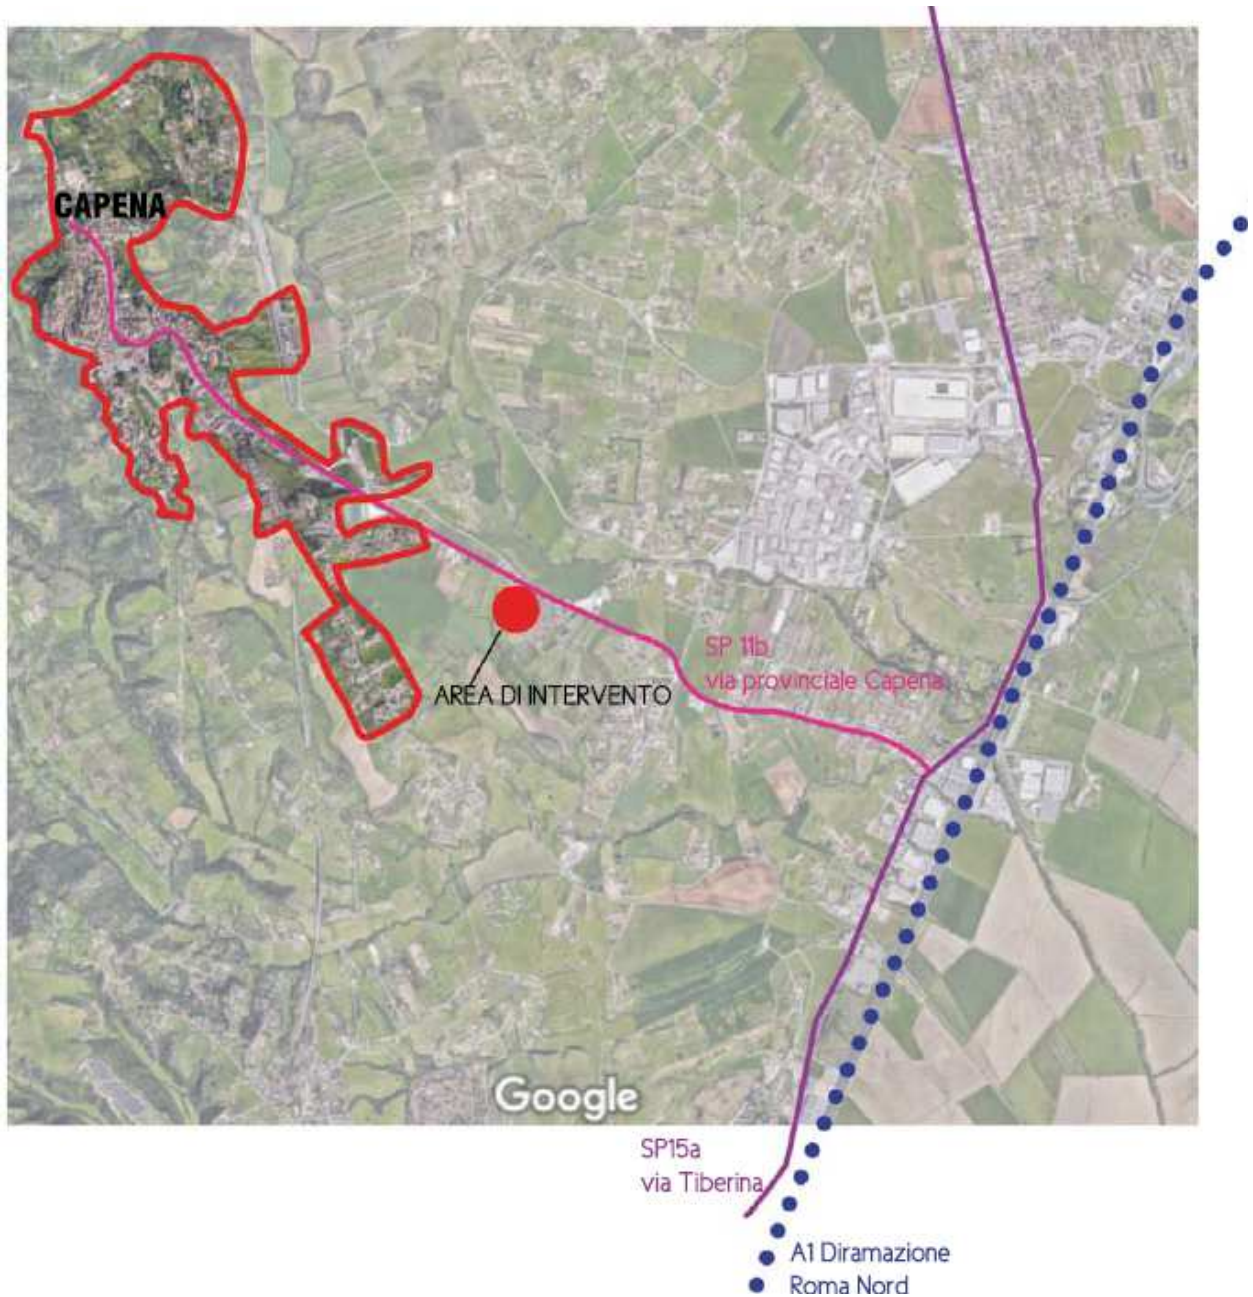 CAPENA
SP 11b
via provinciale Capena
AREA DI INTERVENTO
Google
SP15a
via Tiberina
A1 Diramazione
Roma Nord